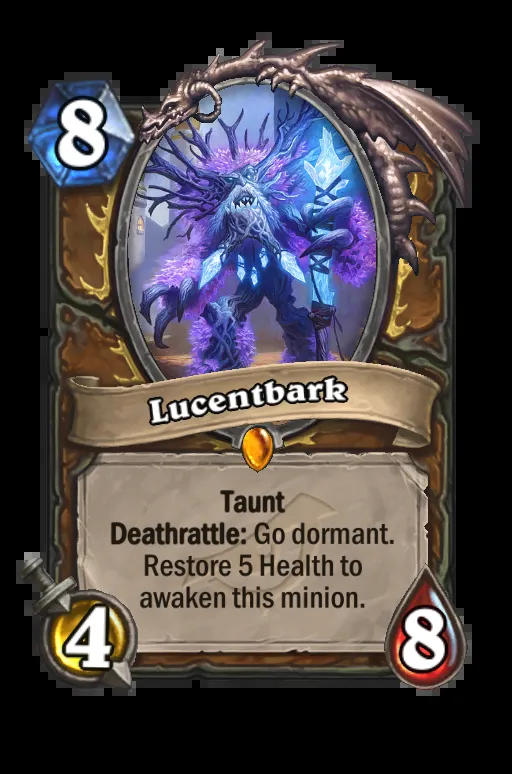 8
Lucentbark
Taunt
Deathrattle: Go dormant.
Restore 5 Health to
awaken this minion.
4
8